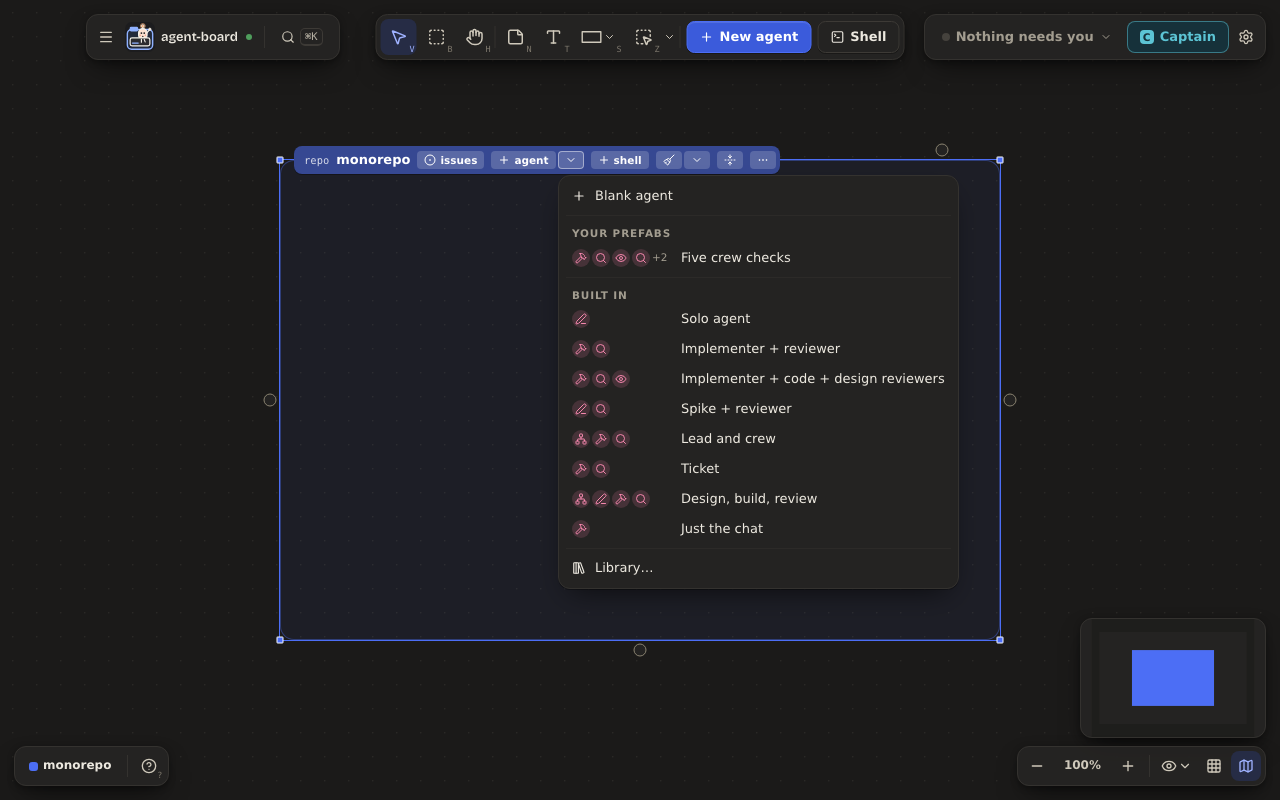 agent-board
⌘K
V
B
H
N
T
S
Z
New agent
Shell
Nothing needs you
C Captain
repo monorepo issues + agent + shell
Blank agent
YOUR PREFABS
+2 Five crew checks
BUILT IN
Solo agent
Implementer + reviewer
Implementer + code + design reviewers
Spike + reviewer
Lead and crew
Ticket
Design, build, review
Just the chat
Library…
monorepo
?
100%